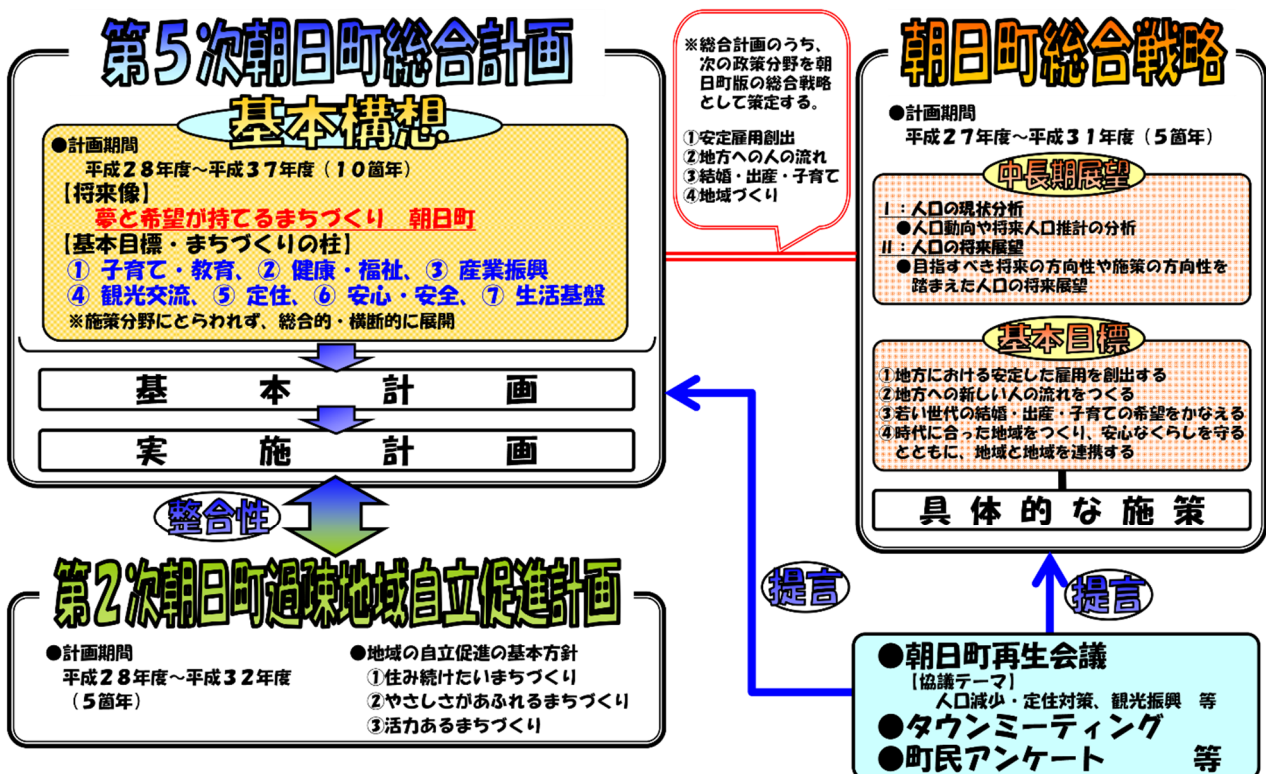 第５次朝日町総合計画
基本構想
●計画期間
平成２８年度～平成３７年度（１０箇年）
【将来像】
夢と希望が持てるまちづくり　朝日町
【基本目標・まちづくりの柱】
① 子育て・教育、② 健康・福祉、③ 産業振興
④ 観光交流、⑤ 定住、⑥ 安心・安全、⑦ 生活基盤
※施策分野にとらわれず、総合的・横断的に展開
基本計画
実施計画
整合性
第２次朝日町過疎地域自立促進計画
●計画期間
平成２８年度～平成３２年度
（５箇年）
●地域の自立促進の基本方針
①住み続けたいまちづくり
②やさしさがあふれるまちづくり
③活力あるまちづくり
※総合計画のうち、
次の政策分野を朝
日町版の総合戦略
として策定する。
①安定雇用創出
②地方への人の流れ
③結婚・出産・子育て
④地域づくり
朝日町総合戦略
●計画期間
平成２７年度～平成３１年度（５箇年）
中長期展望
Ⅰ：人口の現状分析
●人口動向や将来人口推計の分析
Ⅱ：人口の将来展望
●目指すべき将来の方向性や施策の方向性を
踏まえた人口の将来展望
基本目標
①地方における安定した雇用を創出する
②地方への新しい人の流れをつくる
③若い世代の結婚・出産・子育ての希望をかなえる
④時代に合った地域をつくり、安心なくらしを守る
とともに、地域と地域を連携する
具体的な施策
提言
提言
●朝日町再生会議
【協議テーマ】
人口減少・定住対策、観光振興　等
●タウンミーティング
●町民アンケート　　等